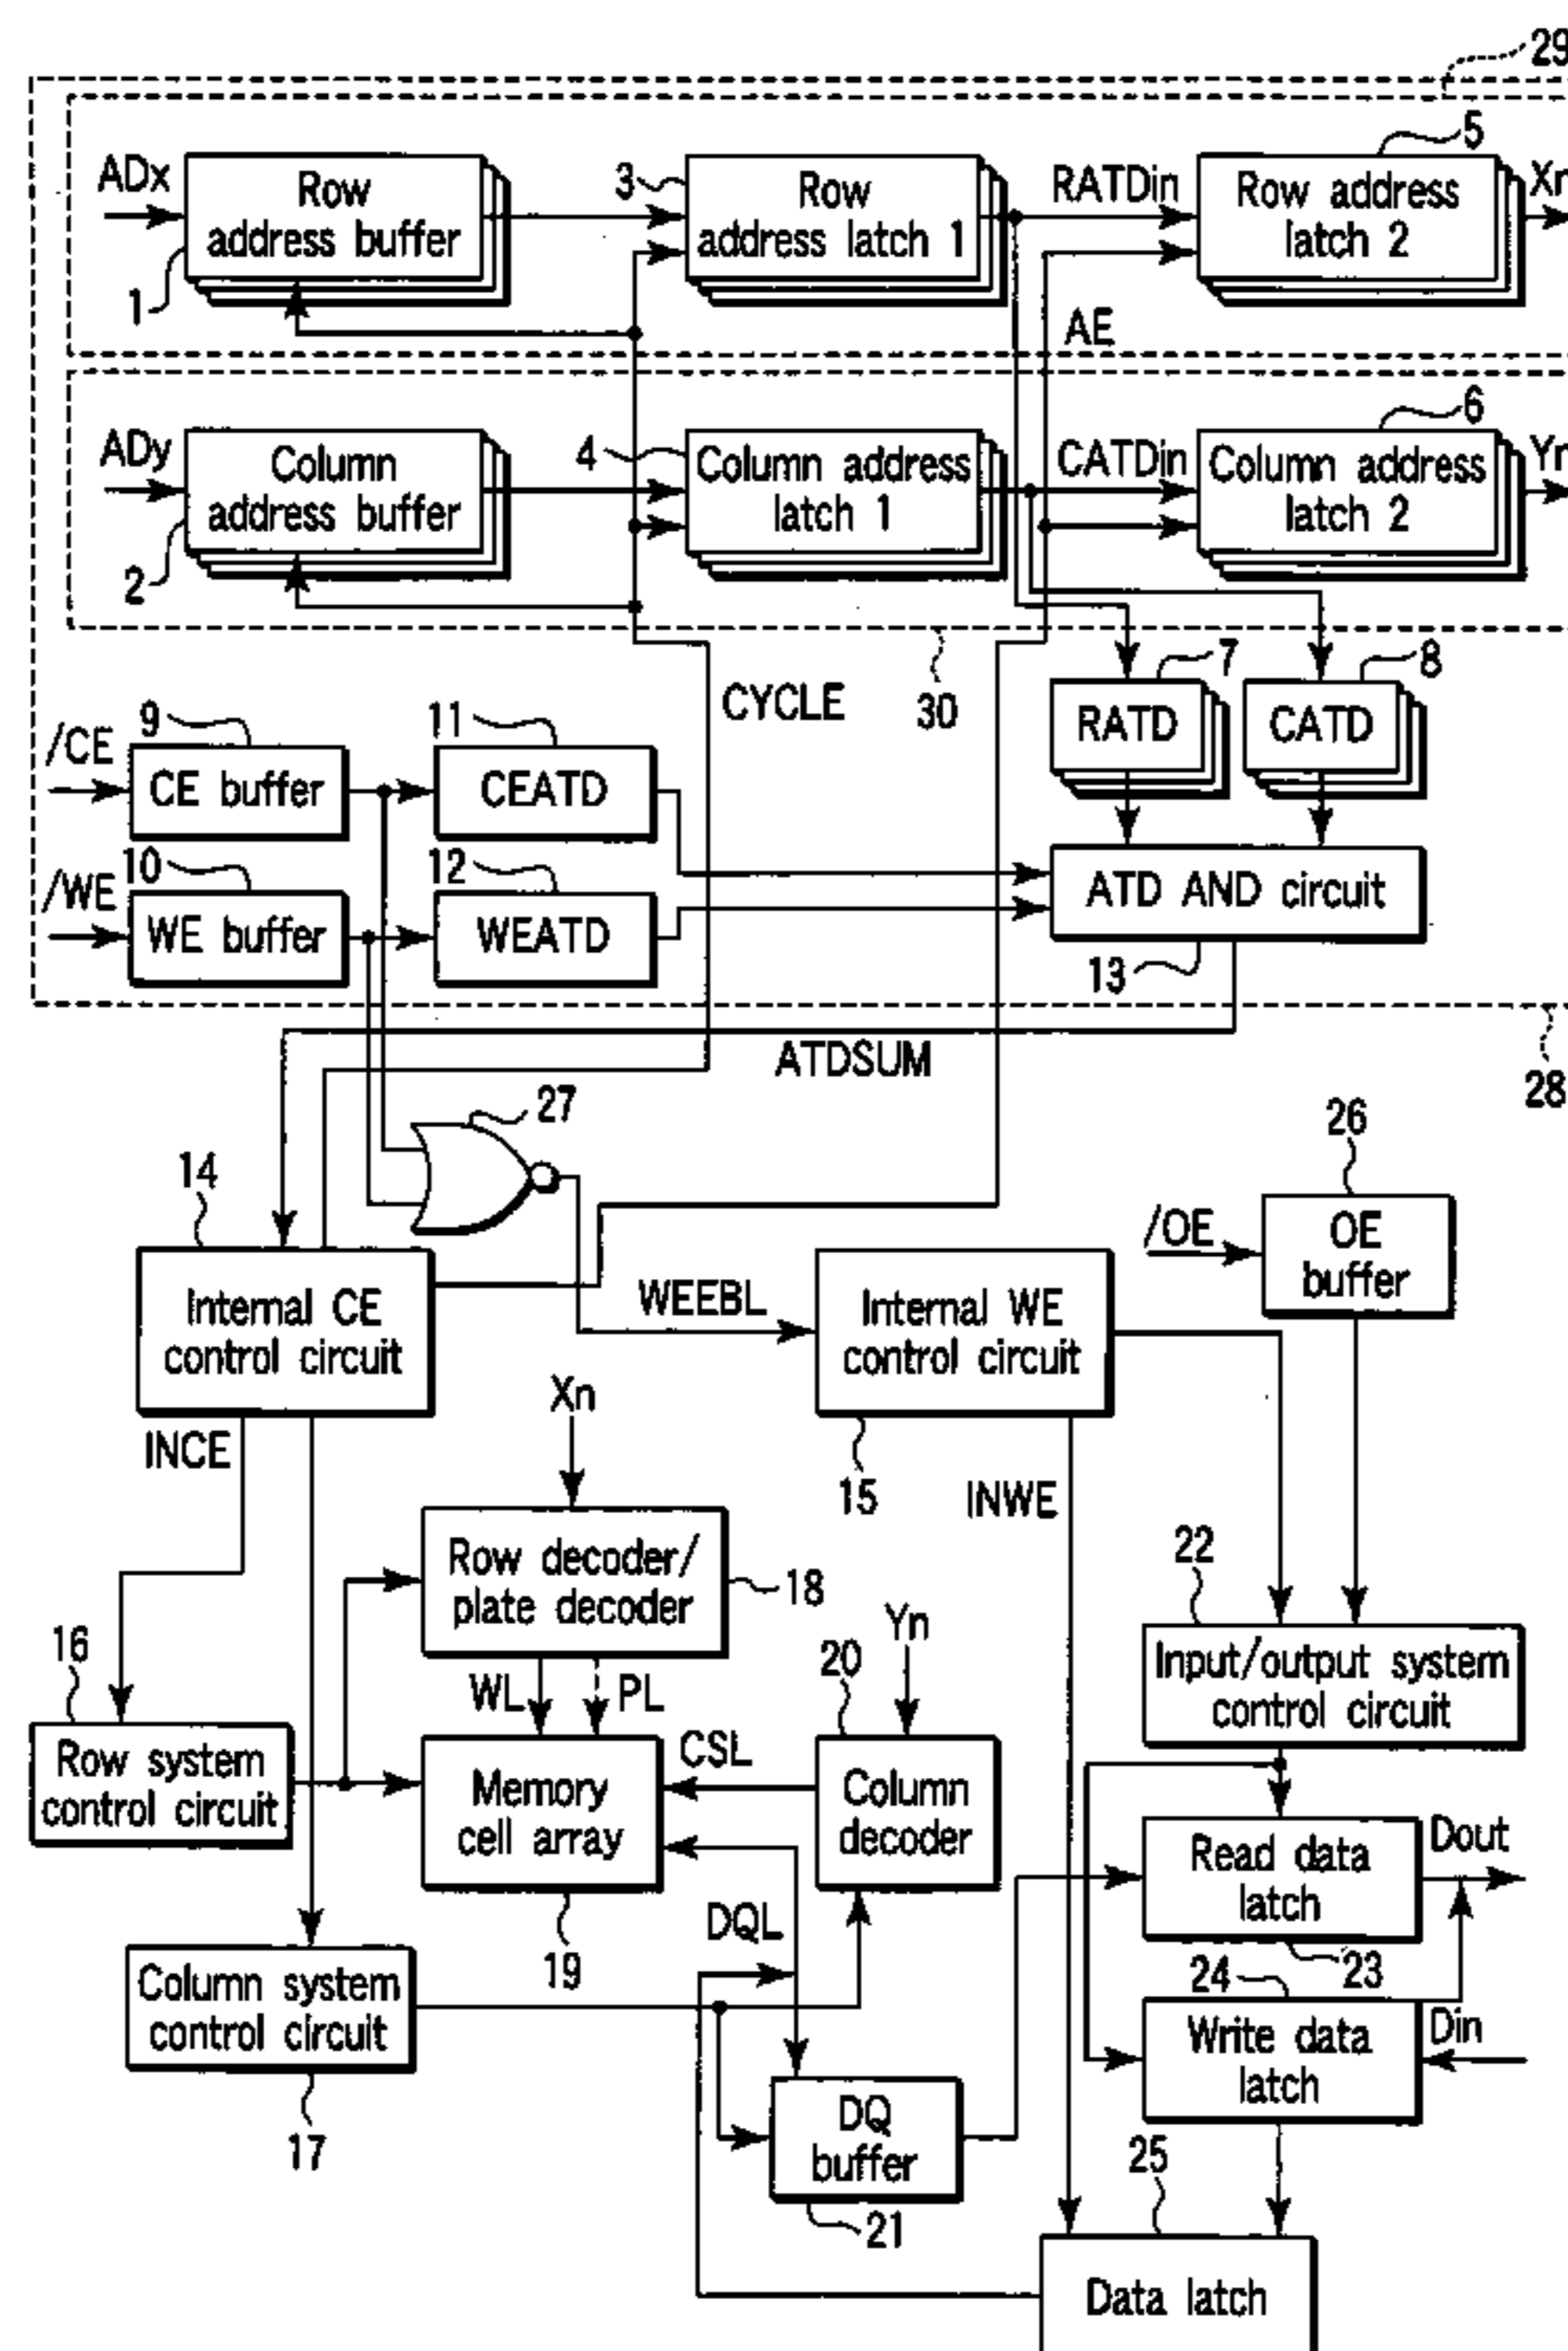 29
ADx
Row
address buffer
1
3
Row
address latch 1
RATDin
5
Row address
latch 2
AE
ADy
Column
address buffer
2
4
Column address
latch 1
CATDin
6
Column address
latch 2
CYCLE
30
7
RATD
8
CATD
/CE
9
CE buffer
11
CEATD
/WE
10
WE buffer
12
WEATD
ATD AND circuit
13
ATDSUM
28
27
14
Internal CE
control circuit
26
/OE
OE
buffer
WEEBL
Internal WE
control circuit
15
INCE
Xn
INWE
Row decoder/
plate decoder
18
22
Input/output system
control circuit
16
Row system
control circuit
WL
PL
20
Yn
Memory
cell array
19
CSL
Column
decoder
Read data
latch
23
Dout
DQL
Column system
control circuit
17
24
Write data
latch
Din
DQ
buffer
21
25
Data latch